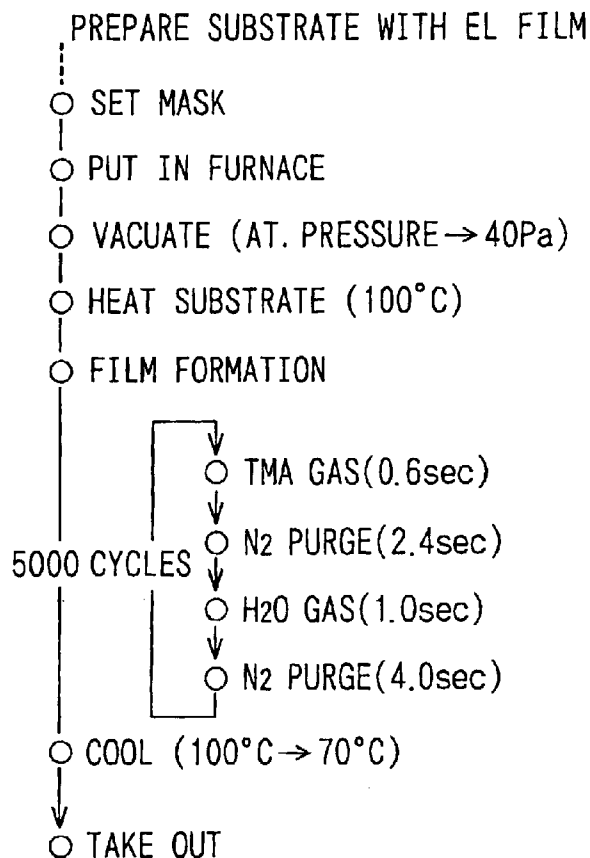 PREPARE SUBSTRATE WITH EL FILM
SET MASK
PUT IN FURNACE
VACUATE (AT. PRESSURE→40Pa)
HEAT SUBSTRATE (100°C)
FILM FORMATION
TMA GAS(0.6sec)
N2 PURGE(2.4sec)
5000 CYCLES
H2O GAS(1.0sec)
N2 PURGE(4.0sec)
COOL (100°C→70°C)
TAKE OUT